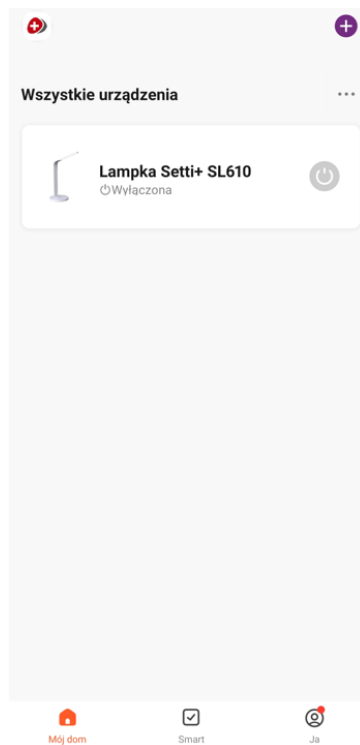 Wszystkie urządzenia
Lampka Setti+ SL610
Wyłączona
Mój dom
Smart
Ja